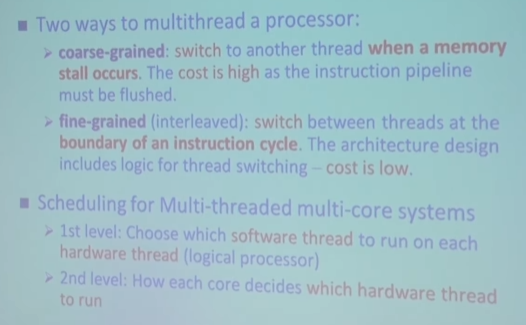 ■ Two ways to multithread a processor:
➢ coarse-grained: switch to another thread when a memory
stall occurs. The cost is high as the instruction pipeline
must be flushed.
➢ fine-grained (interleaved): switch between threads at the
boundary of an instruction cycle. The architecture design
includes logic for thread switching – cost is low.
■ Scheduling for Multi-threaded multi-core systems
➢ 1st level: Choose which software thread to run on each
hardware thread (logical processor)
➢ 2nd level: How each core decides which hardware thread
to run